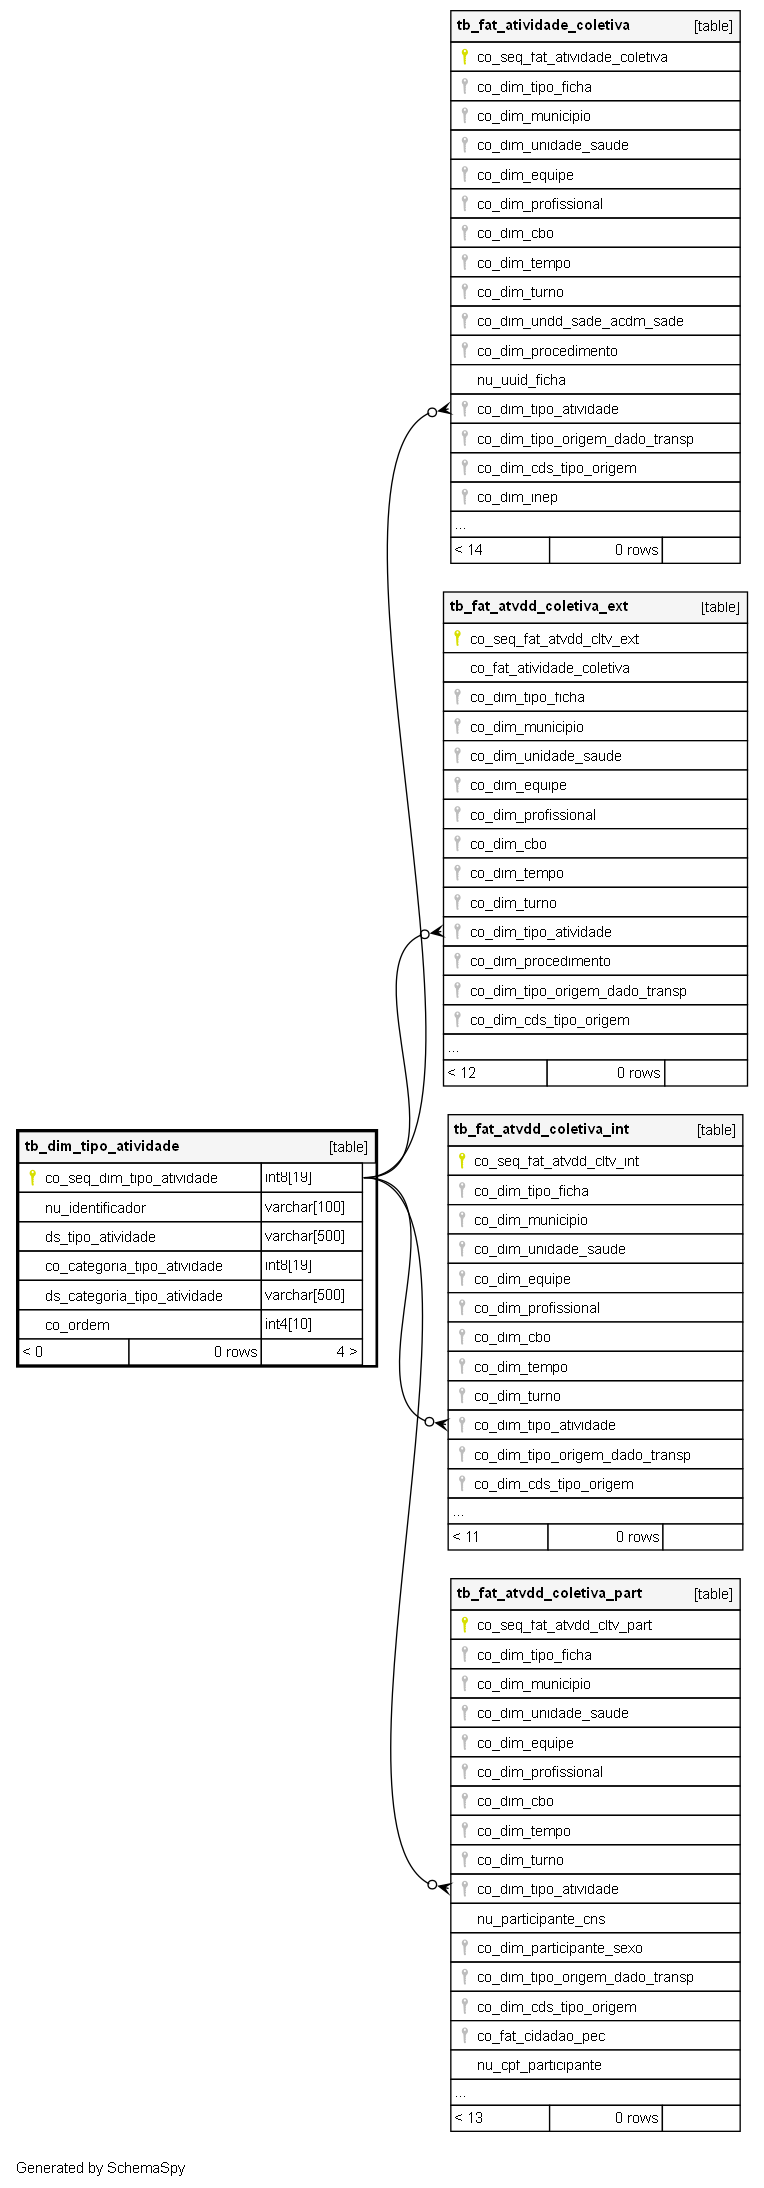 tb_fat_atividade_coletiva [table]
co_seq_fat_atividade_coletiva
co_dim_tipo_ficha
co_dim_municipio
co_dim_unidade_saude
co_dim_equipe
co_dim_profissional
co_dim_cbo
co_dim_tempo
co_dim_turno
co_dim_undd_sade_acdm_sade
co_dim_procedimento
nu_uuid_ficha
co_dim_tipo_atividade
co_dim_tipo_origem_dado_transp
co_dim_cds_tipo_origem
co_dim_inep
...
< 14 0 rows
tb_fat_atvdd_coletiva_ext [table]
co_seq_fat_atvdd_cltv_ext
co_fat_atividade_coletiva
co_dim_tipo_ficha
co_dim_municipio
co_dim_unidade_saude
co_dim_equipe
co_dim_profissional
co_dim_cbo
co_dim_tempo
co_dim_turno
co_dim_tipo_atividade
co_dim_procedimento
co_dim_tipo_origem_dado_transp
co_dim_cds_tipo_origem
...
< 12 0 rows
tb_dim_tipo_atividade [table]
co_seq_dim_tipo_atividade int8[19]
nu_identificador varchar[100]
ds_tipo_atividade varchar[500]
co_categoria_tipo_atividade int8[19]
ds_categoria_tipo_atividade varchar[500]
co_ordem int4[10]
< 0 0 rows 4 >
tb_fat_atvdd_coletiva_int [table]
co_seq_fat_atvdd_cltv_int
co_dim_tipo_ficha
co_dim_municipio
co_dim_unidade_saude
co_dim_equipe
co_dim_profissional
co_dim_cbo
co_dim_tempo
co_dim_turno
co_dim_tipo_atividade
co_dim_tipo_origem_dado_transp
co_dim_cds_tipo_origem
...
< 11 0 rows
tb_fat_atvdd_coletiva_part [table]
co_seq_fat_atvdd_cltv_part
co_dim_tipo_ficha
co_dim_municipio
co_dim_unidade_saude
co_dim_equipe
co_dim_profissional
co_dim_cbo
co_dim_tempo
co_dim_turno
co_dim_tipo_atividade
nu_participante_cns
co_dim_participante_sexo
co_dim_tipo_origem_dado_transp
co_dim_cds_tipo_origem
co_fat_cidadao_pec
nu_cpf_participante
...
< 13 0 rows
Generated by SchemaSpy